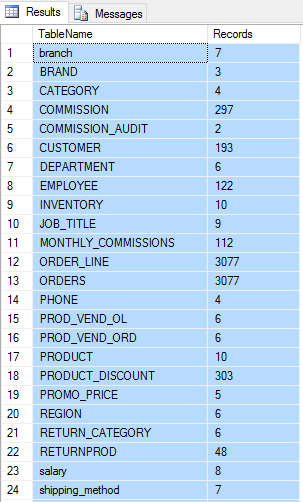 Results Messages
TableName Records
1 branch 7
2 BRAND 3
3 CATEGORY 4
4 COMMISSION 297
5 COMMISSION_AUDIT 2
6 CUSTOMER 193
7 DEPARTMENT 6
8 EMPLOYEE 122
9 INVENTORY 10
10 JOB_TITLE 9
11 MONTHLY_COMMISSIONS 112
12 ORDER_LINE 3077
13 ORDERS 3077
14 PHONE 4
15 PROD_VEND_OL 6
16 PROD_VEND_ORD 6
17 PRODUCT 10
18 PRODUCT_DISCOUNT 303
19 PROMO_PRICE 5
20 REGION 6
21 RETURN_CATEGORY 6
22 RETURNPROD 48
23 salary 8
24 shipping_method 7